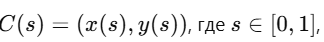 C(s) = (x(s), y(s)), где s ∈ [0, 1],